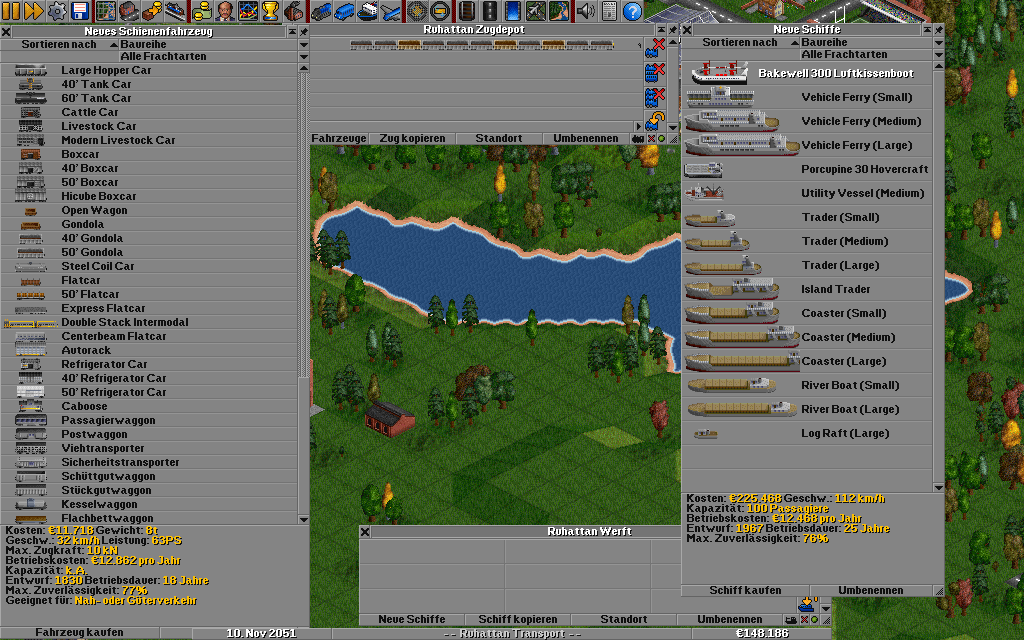 Neues Schienenfahrzeug
Sortieren nach
Baureihe
Alle Frachtarten
Large Hopper Car
40' Tank Car
60' Tank Car
Cattle Car
Livestock Car
Modern Livestock Car
Boxcar
40' Boxcar
50' Boxcar
Hicube Boxcar
Open Wagon
Gondola
40' Gondola
50' Gondola
Steel Coil Car
Flatcar
50' Flatcar
Express Flatcar
Double Stack Intermodal
Centerbeam Flatcar
Autorack
Refrigerator Car
40' Refrigerator Car
50' Refrigerator Car
Caboose
Passagierwaggon
Postwaggon
Viehtransporter
Sicherheitstransporter
Schüttgutwaggon
Stückgutwaggon
Kesselwaggon
Flachbettwaggon
Kosten: €11.718 Gewicht: 8t
Geschw.: 32 km/h Leistung: 63PS
Max. Zugkraft: 10 kN
Betriebskosten: €12.862 pro Jahr
Kapazität: k.A.
Entwurf: 1830 Betriebsdauer: 18 Jahre
Max. Zuverlässigkeit: 77%
Geeignet für: Nah- oder Güterverkehr
Fahrzeug kaufen
Ruhattan Zugdepot
Fahrzeuge
Zug kopieren
Standort
Umbenennen
Neue Schiffe
Sortieren nach
Baureihe
Alle Frachtarten
Bakewell 300 Luftkissenboot
Vehicle Ferry (Small)
Vehicle Ferry (Medium)
Vehicle Ferry (Large)
Porcupine 30 Hovercraft
Utility Vessel (Medium)
Trader (Small)
Trader (Medium)
Trader (Large)
Island Trader
Coaster (Small)
Coaster (Medium)
Coaster (Large)
River Boat (Small)
River Boat (Large)
Log Raft (Large)
Kosten: €225.468 Geschw.: 112 km/h
Kapazität: 100 Passagiere
Betriebskosten: €12.468 pro Jahr
Entwurf: 1967 Betriebsdauer: 25 Jahre
Max. Zuverlässigkeit: 76%
Schiff kaufen
Umbenennen
Ruhattan Werft
Neue Schiffe
Schiff kopieren
Standort
Umbenennen
10. Nov 2051
-- Ruhattan Transport --
€148.186